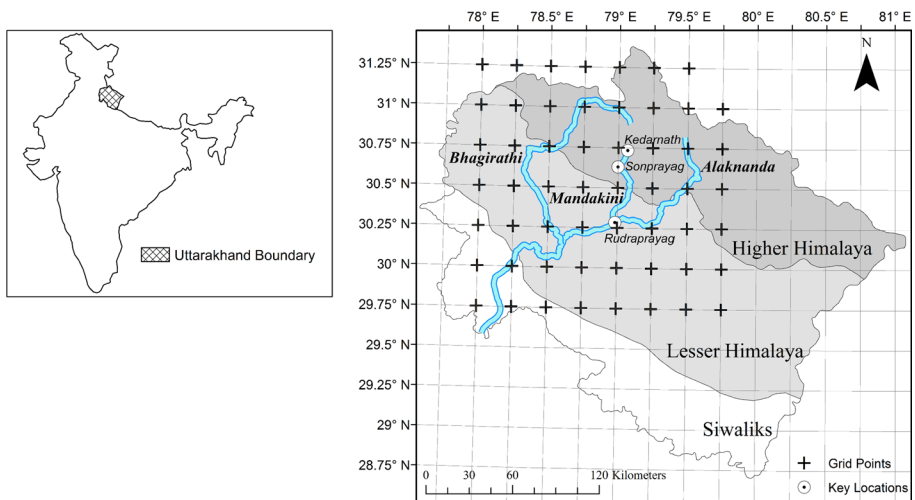 Uttarakhand Boundary
78° E 78.5° E 79° E 79.5° E 80° E 80.5° E 81° E
31.25° N
31° N
30.75° N
30.5° N
30.25° N
30° N
29.75° N
29.5° N
29.25° N
29° N
28.75° N
N
Kedarnath
Bhagirathi
Sonprayag
Alaknanda
Mandakini
Rudraprayag
Higher Himalaya
Lesser Himalaya
Siwaliks
Grid Points
Key Locations
0 30 60 120 Kilometers